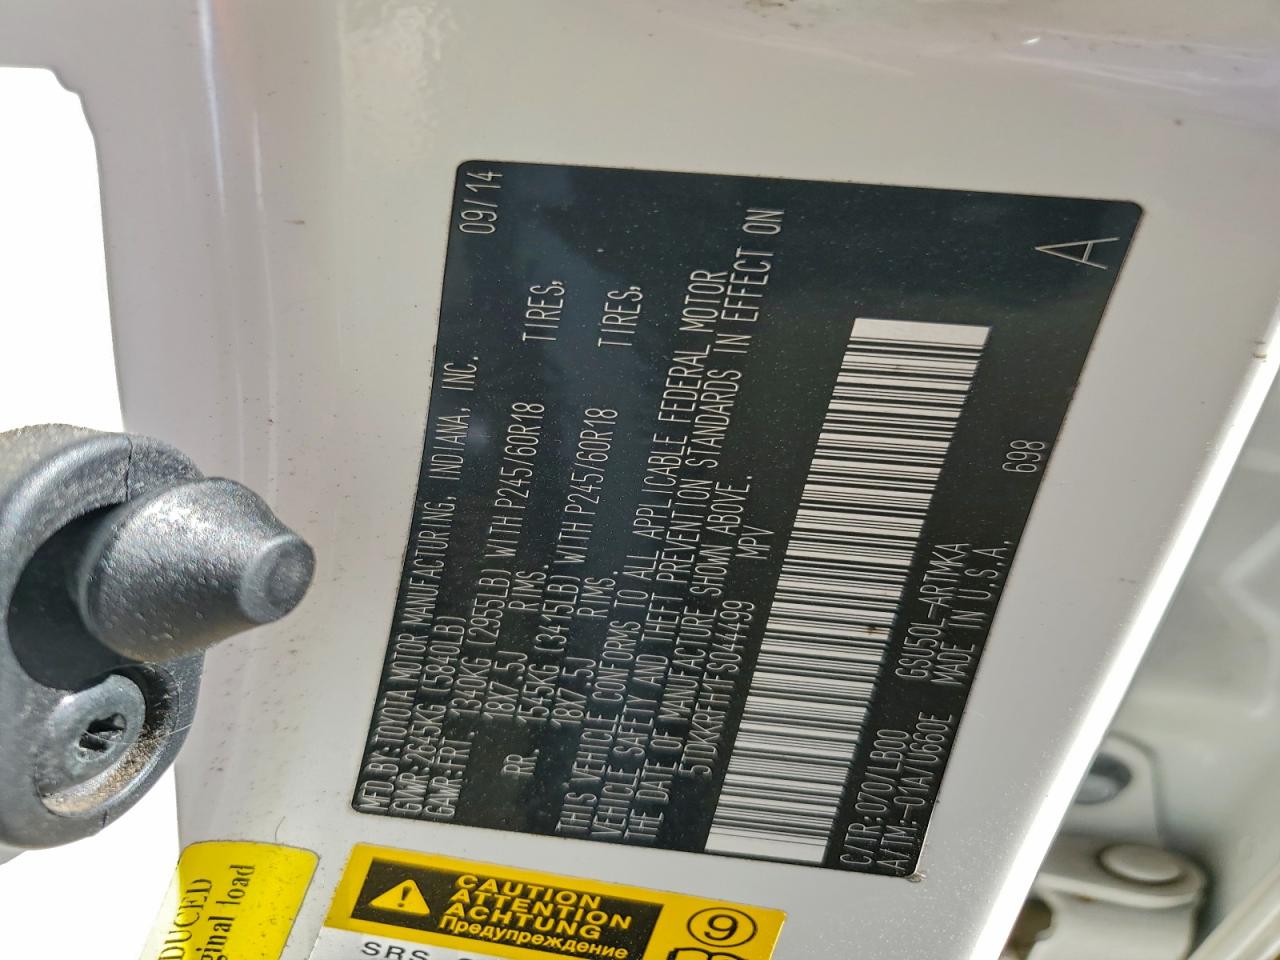 09/14
MFD.BY:TOYOTA MOTOR MANUFACTURING, INDIANA, INC.
GVWR:2645KG(5840LB)
GAWR:FRT. 1340KG (2955LB) WITH P245/60R18 TIRES,
18X7.5J RIMS.
RR. 1545KG (3415LB).WITH P245/60R18 TIRES,
18X7.5J RIMS.
THIS VEHICLE CONFORMS TO ALL APPLICABLE FEDERAL MOTOR
VEHICLE SAFETY AND THEFT PREVENTION STANDARDS IN EFFECT ON
THE DATE OF MANUFACTURE SHOWN ABOVE.
5TDKKRFH1FS044499 MPV
C/TR:070/LB00 GSU50L-ARTMKA 698
A/TM:-01A/U661E MADE IN U.S.A.
A
DUCED
ginal load
CAUTION
ATTENTION
ACHTUNG
Предупреждение
9
SRS